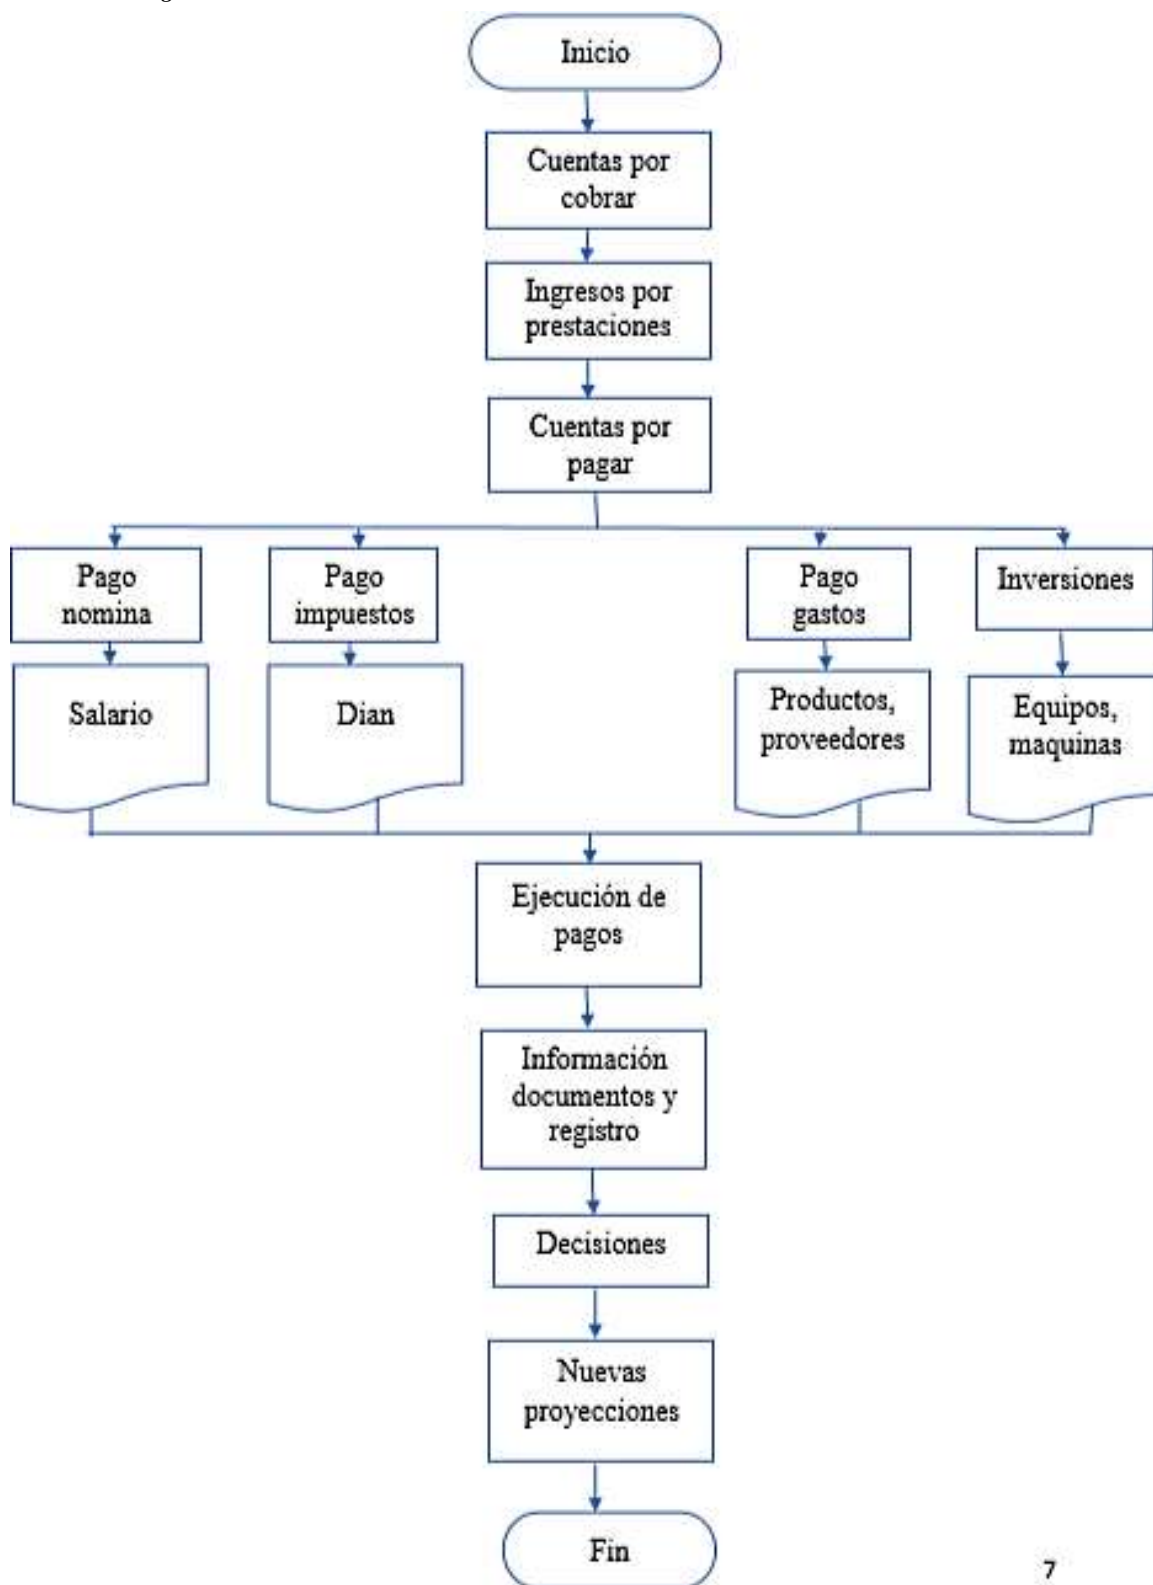 Inicio
Cuentas por
cobrar
Ingresos por
prestaciones
Cuentas por
pagar
Pago
nomina
Pago
impuestos
Pago
gastos
Inversiones
Salario
Dian
Productos,
proveedores
Equipos,
maquinas
Ejecución de
pagos
Información
documentos y
registro
Decisiones
Nuevas
proyecciones
Fin
7